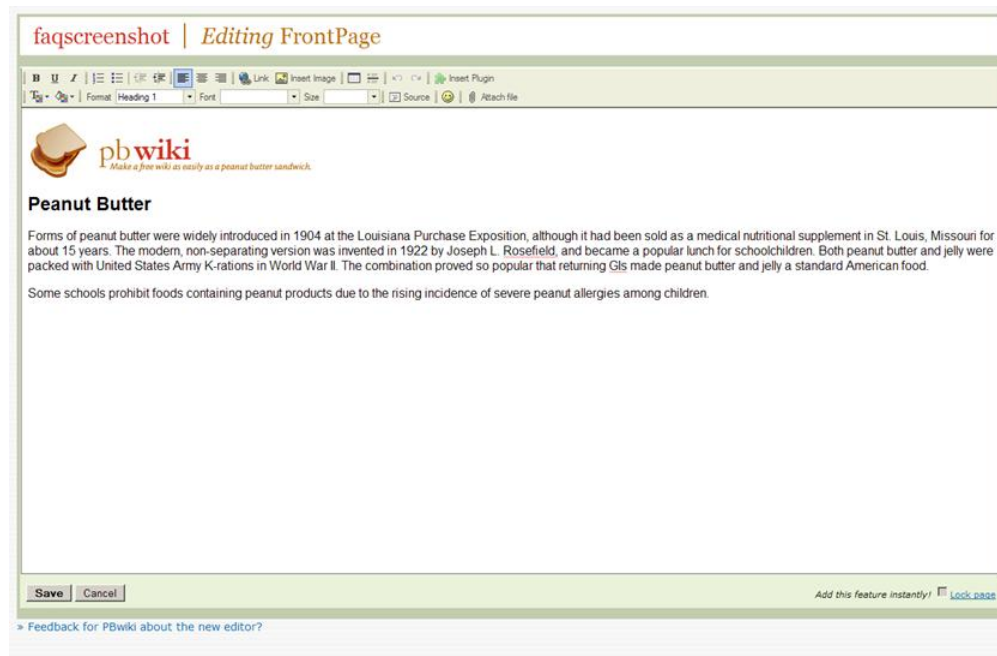 faqscreenshot | Editing FrontPage
B U I Link Insert Image Insert Plugin
Format Heading 1 Font Size Source Attach file
pbwiki
Make a free wiki as easily as a peanut butter sandwich.
Peanut Butter
Forms of peanut butter were widely introduced in 1904 at the Louisiana Purchase Exposition, although it had been sold as a medical nutritional supplement in St. Louis, Missouri for
about 15 years. The modern, non-separating version was invented in 1922 by Joseph L. Rosefield, and became a popular lunch for schoolchildren. Both peanut butter and jelly were
packed with United States Army K-rations in World War II. The combination proved so popular that returning GIs made peanut butter and jelly a standard American food.
Some schools prohibit foods containing peanut products due to the rising incidence of severe peanut allergies among children.
Save Cancel Add this feature instantly! Lock page
» Feedback for PBwiki about the new editor?